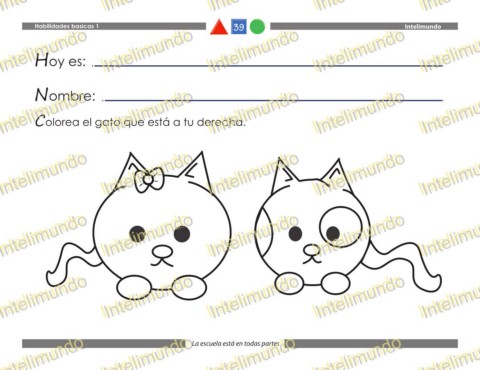 Habilidades basicas 1
39
Intelimundo
Hoy es:
Nombre:
Colorea el gato que está a tu derecha.
La escuela está en todas partes
Intelimundo